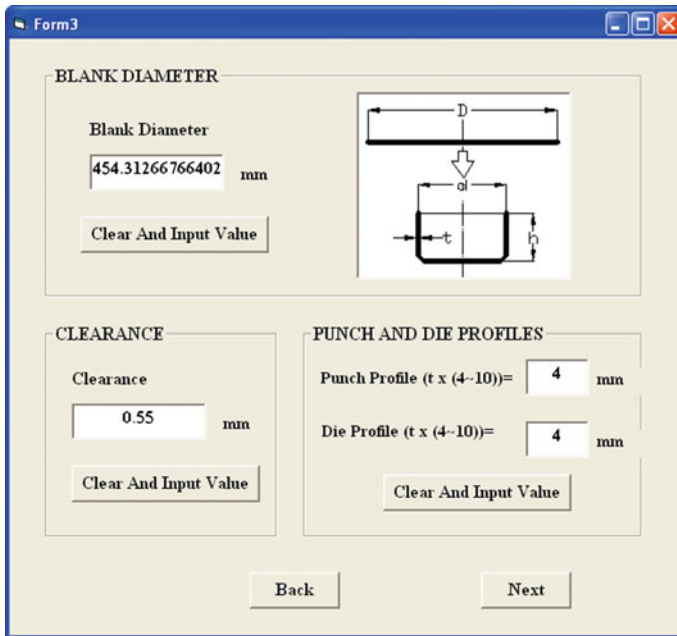 Form3
BLANK DIAMETER
Blank Diameter
454.31266766402 mm
Clear And Input Value
D
d
t
h
CLEARANCE
Clearance
0.55 mm
Clear And Input Value
PUNCH AND DIE PROFILES
Punch Profile (t x (4~10))= 4 mm
Die Profile (t x (4~10))= 4 mm
Clear And Input Value
Back
Next